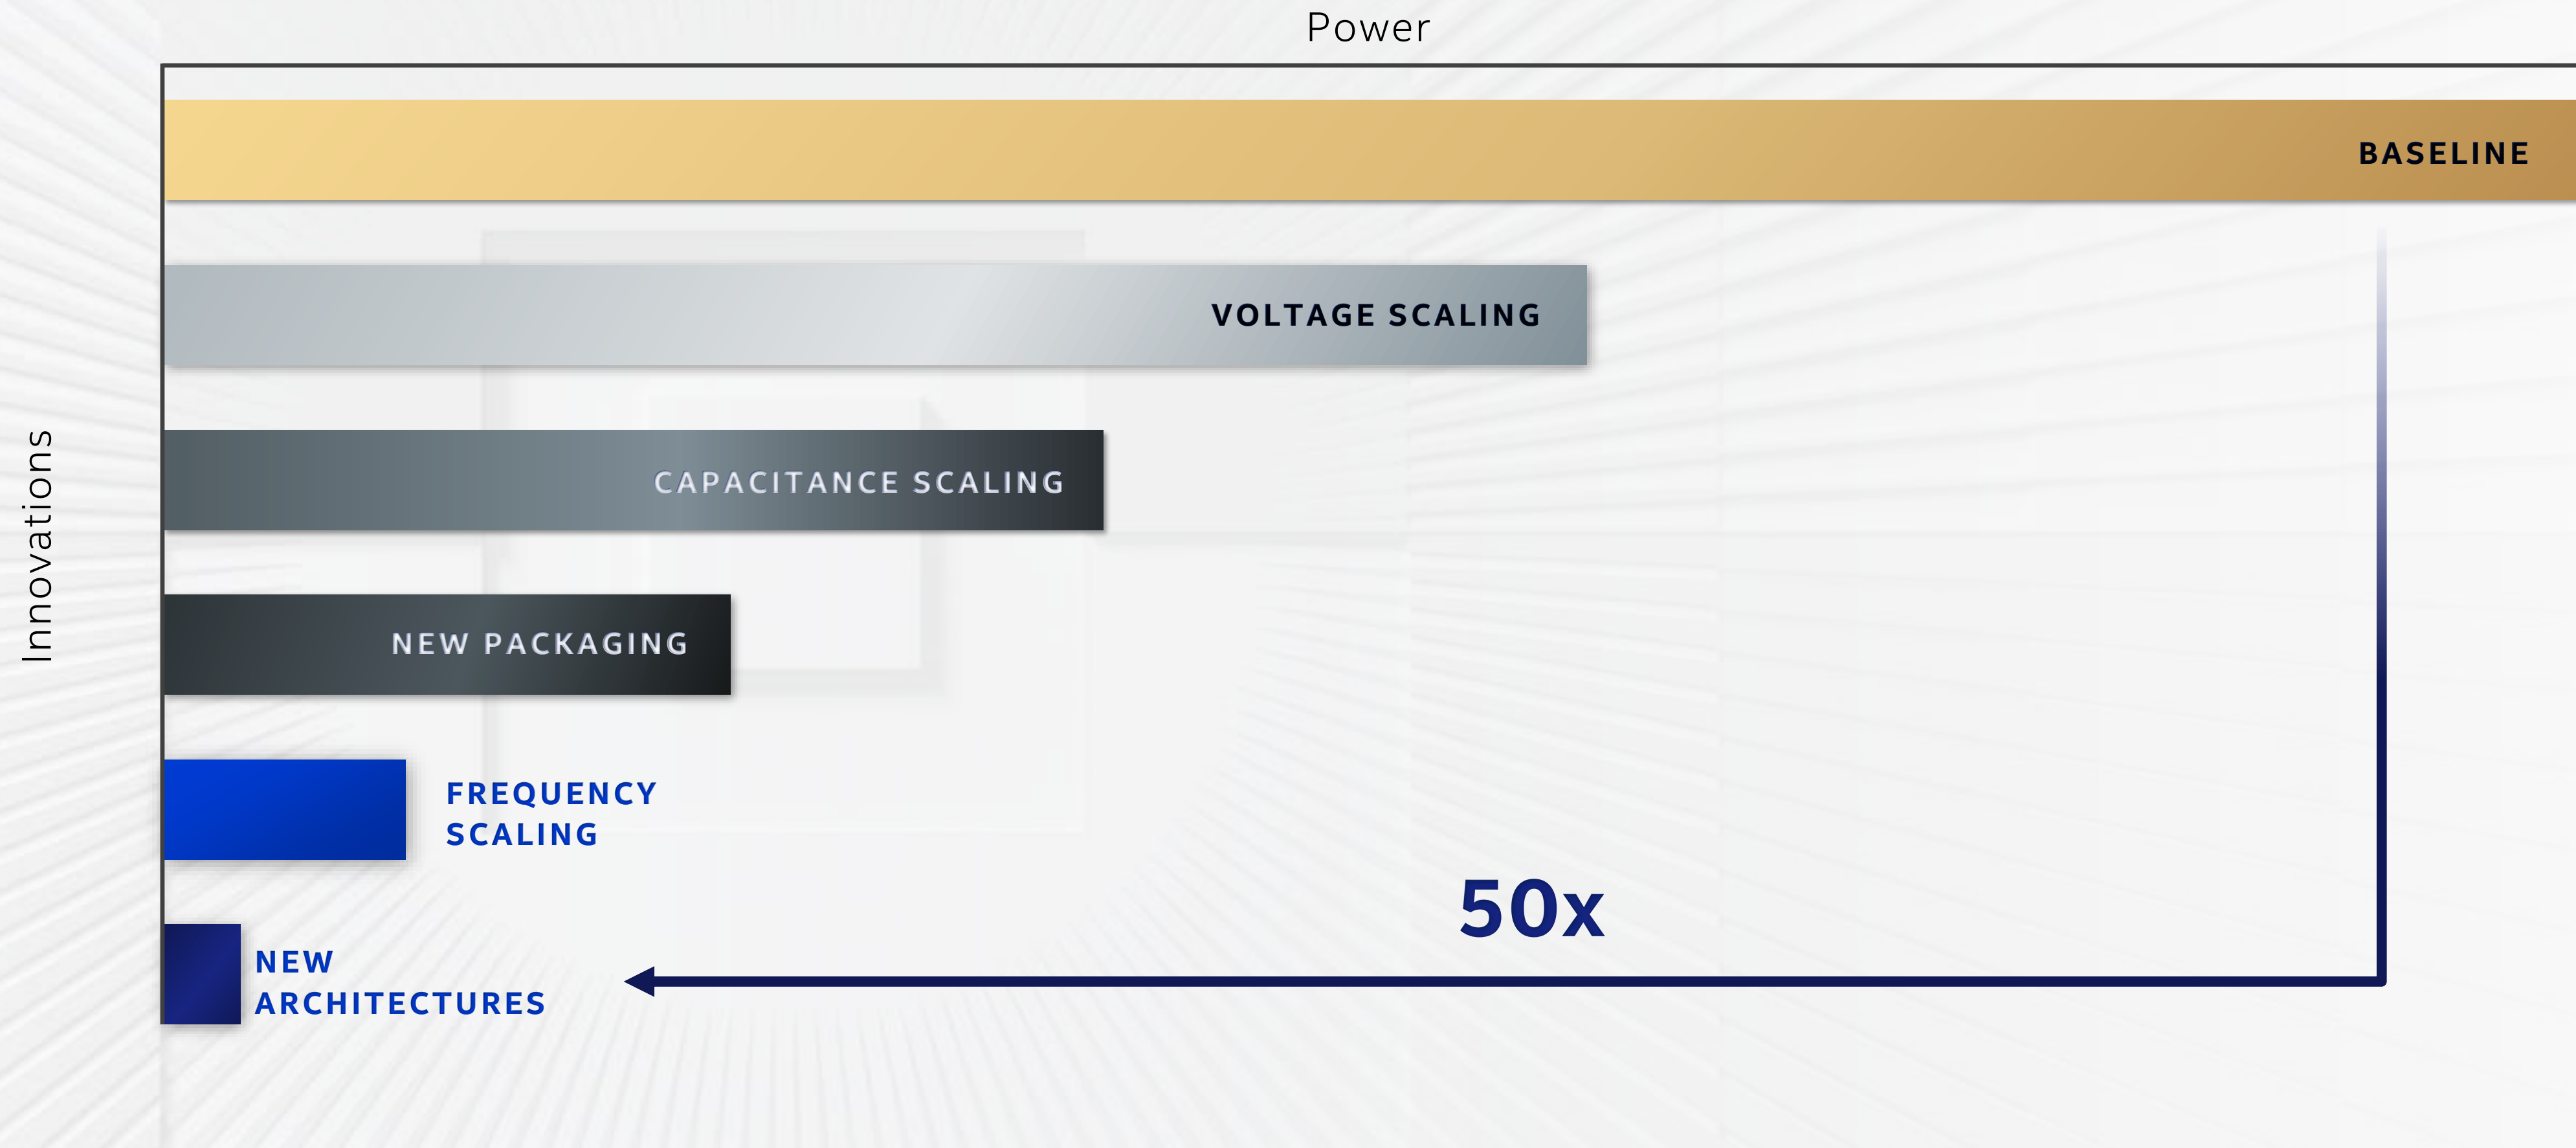 Power
BASELINE
VOLTAGE SCALING
CAPACITANCE SCALING
Innovations
NEW PACKAGING
FREQUENCY
SCALING
50x
NEW
ARCHITECTURES